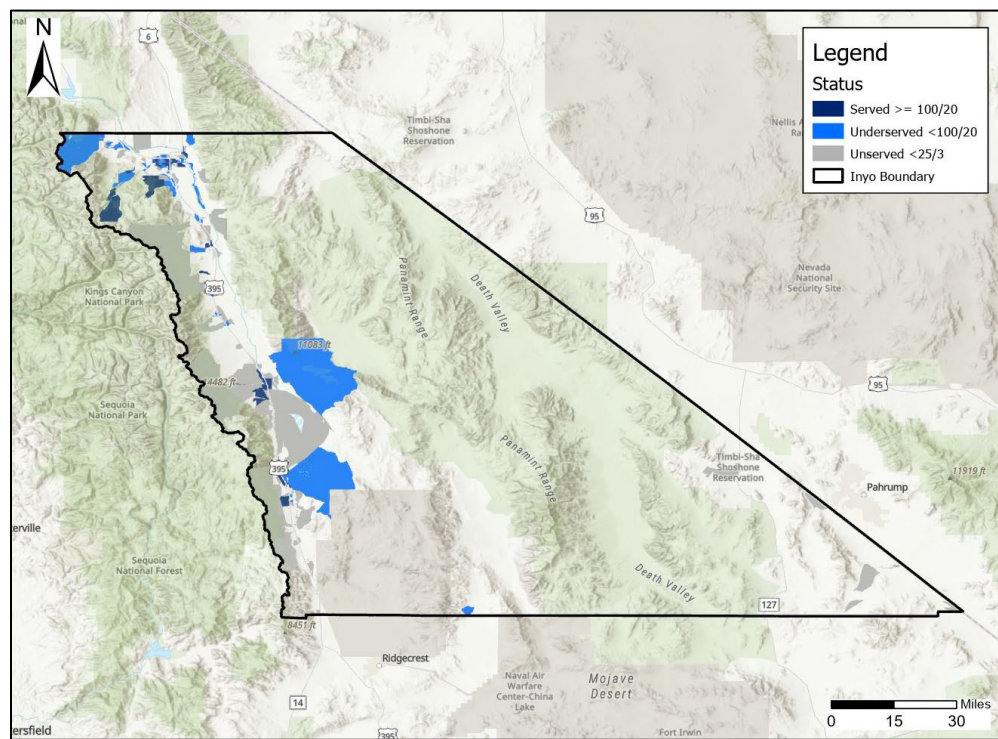 N
Legend
Status
Served >= 100/20
Underserved <100/20
Unserved <25/3
Inyo Boundary
6
Timbi-Sha
Shoshone
Reservation
95
Nevada
National
Security Site
Kings Canyon
National Park
395
Panamint Range
Death Valley
11083 ft
14482 ft
95
Sequoia
National Park
395
Panamint Range
Timbi-Sha
Shoshone
Reservation
11919 ft
Pahrump
terville
Sequoia
National Forest
Death Valley
127
8451 ft
Ridgecrest
14
Naval Air
Warfare
Center-China
Lake
Mojave
Desert
Miles
0 15 30
ersfield
395
Fort Irwin